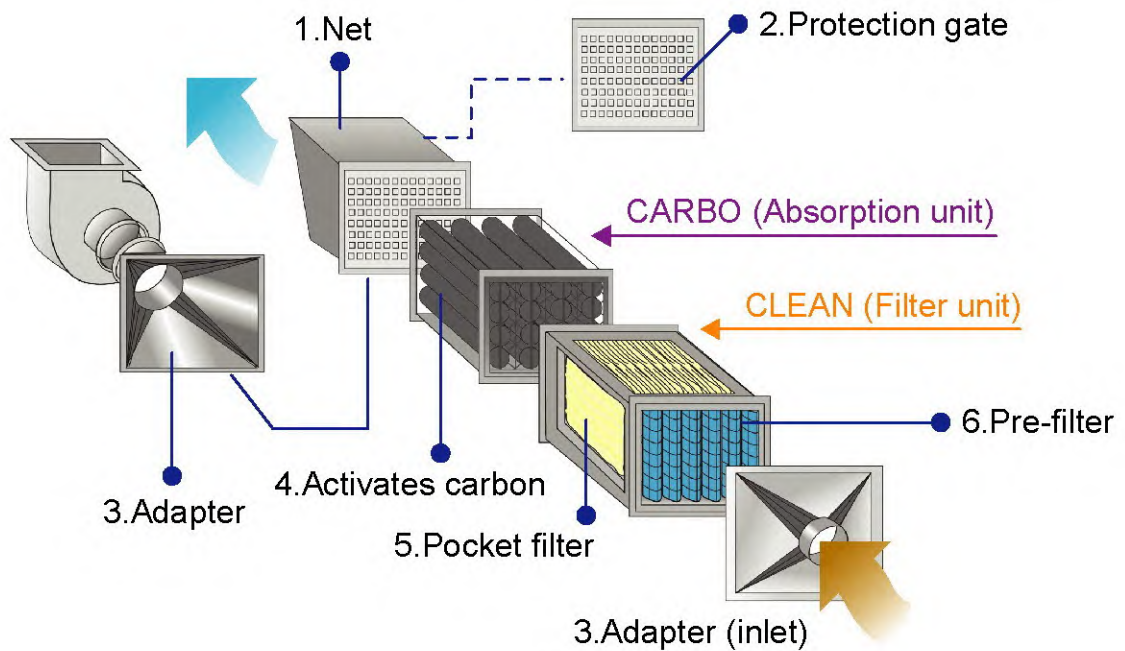 1.Net
2.Protection gate
CARBO (Absorption unit)
CLEAN (Filter unit)
6.Pre-filter
4.Activates carbon
3.Adapter
5.Pocket filter
3.Adapter (inlet)